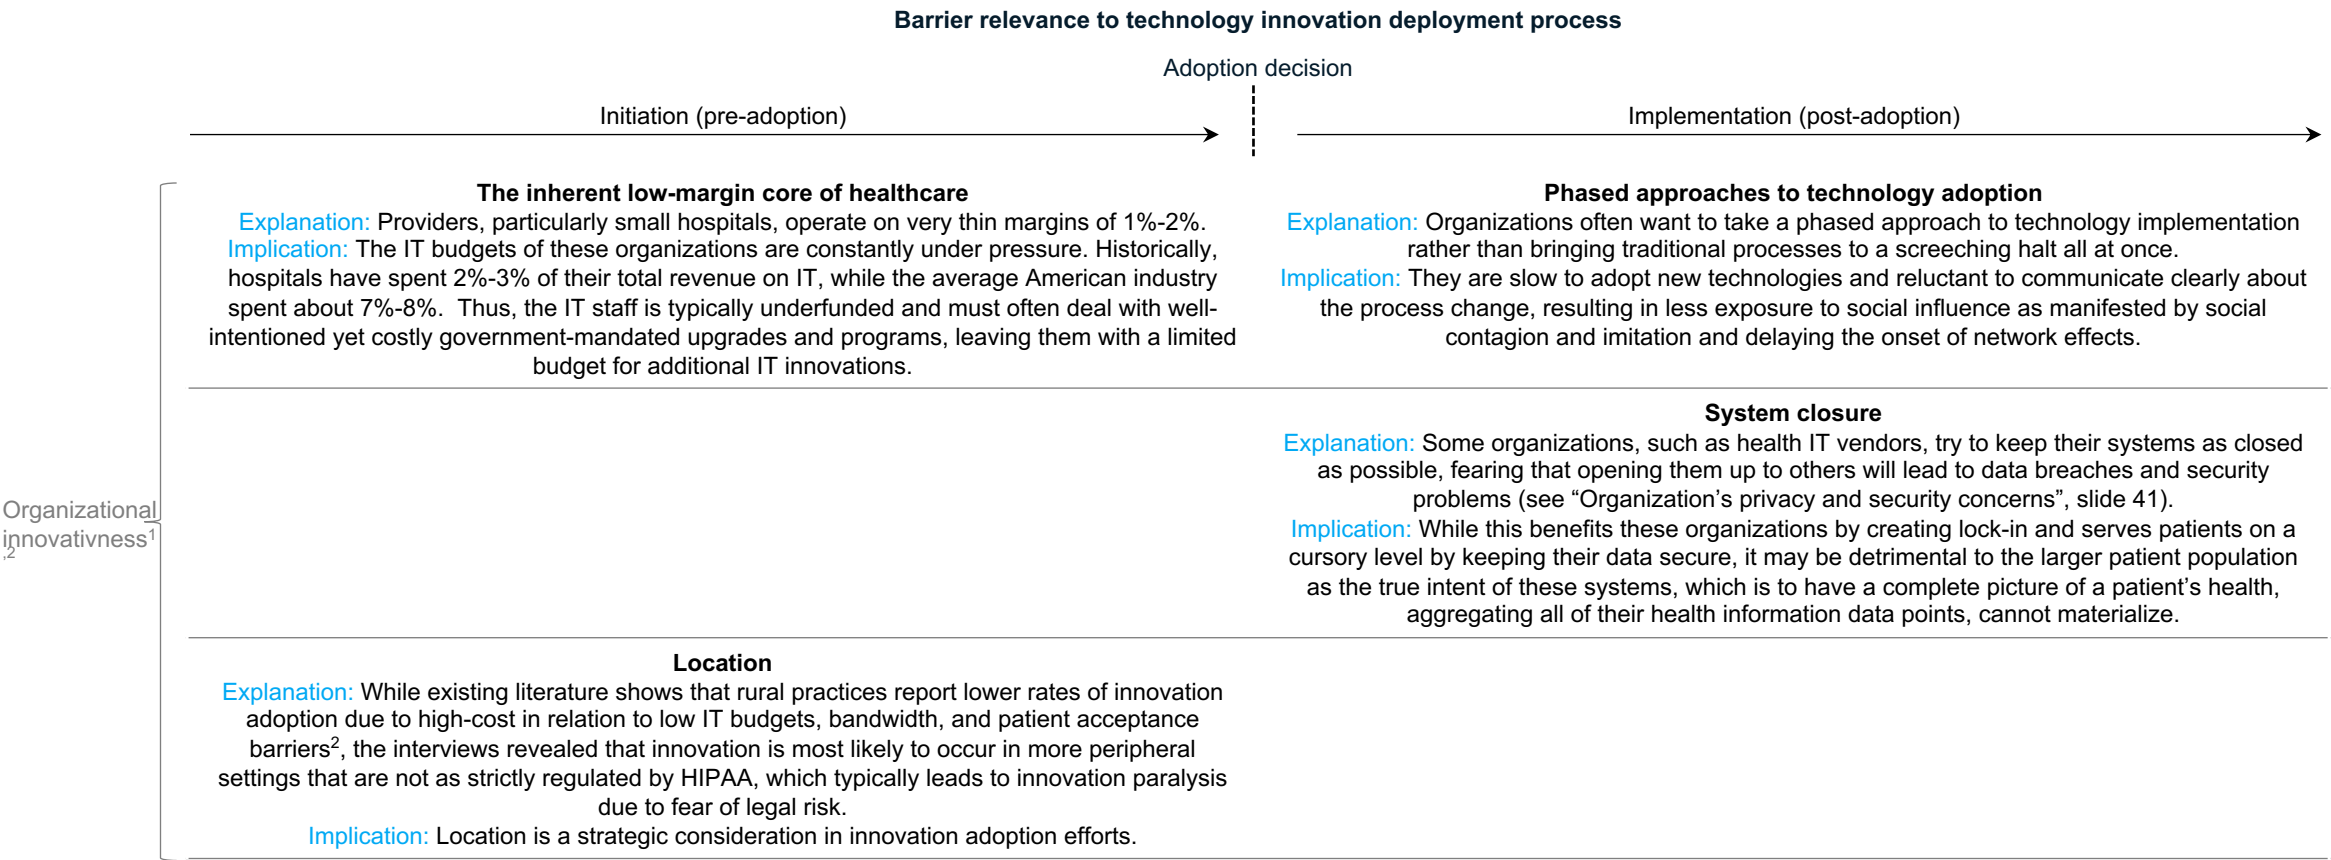 Barrier relevance to technology innovation deployment process
Adoption decision
Initiation (pre-adoption)
Implementation (post-adoption)
The inherent low-margin core of healthcare
Explanation: Providers, particularly small hospitals, operate on very thin margins of 1%-2%.
Implication: The IT budgets of these organizations are constantly under pressure. Historically,
hospitals have spent 2%-3% of their total revenue on IT, while the average American industry
spent about 7%-8%.  Thus, the IT staff is typically underfunded and must often deal with well-
intentioned yet costly government-mandated upgrades and programs, leaving them with a limited
budget for additional IT innovations.
Phased approaches to technology adoption
Explanation: Organizations often want to take a phased approach to technology implementation
rather than bringing traditional processes to a screeching halt all at once.
Implication: They are slow to adopt new technologies and reluctant to communicate clearly about
the process change, resulting in less exposure to social influence as manifested by social
contagion and imitation and delaying the onset of network effects.
System closure
Explanation: Some organizations, such as health IT vendors, try to keep their systems as closed
as possible, fearing that opening them up to others will lead to data breaches and security
problems (see “Organization’s privacy and security concerns”, slide 41).
Implication: While this benefits these organizations by creating lock-in and serves patients on a
cursory level by keeping their data secure, it may be detrimental to the larger patient population
as the true intent of these systems, which is to have a complete picture of a patient’s health,
aggregating all of their health information data points, cannot materialize.
Organizational
innovativness1
,2
Location
Explanation: While existing literature shows that rural practices report lower rates of innovation
adoption due to high-cost in relation to low IT budgets, bandwidth, and patient acceptance
barriers2, the interviews revealed that innovation is most likely to occur in more peripheral
settings that are not as strictly regulated by HIPAA, which typically leads to innovation paralysis
due to fear of legal risk.
Implication: Location is a strategic consideration in innovation adoption efforts.